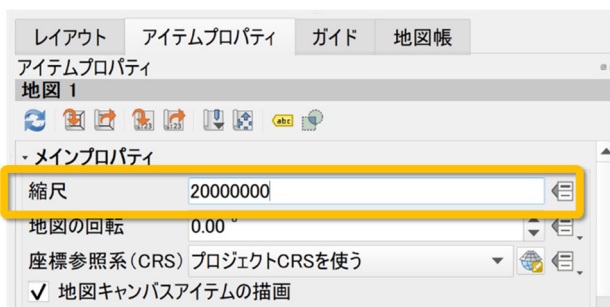 レイアウト アイテムプロパティ ガイド 地図帳
アイテムプロパティ
地図 1
abc
メインプロパティ
縮尺 20000000
地図の回転 0.00 °
座標参照系(CRS) プロジェクトCRSを使う
✓ 地図キャンバスアイテムの描画